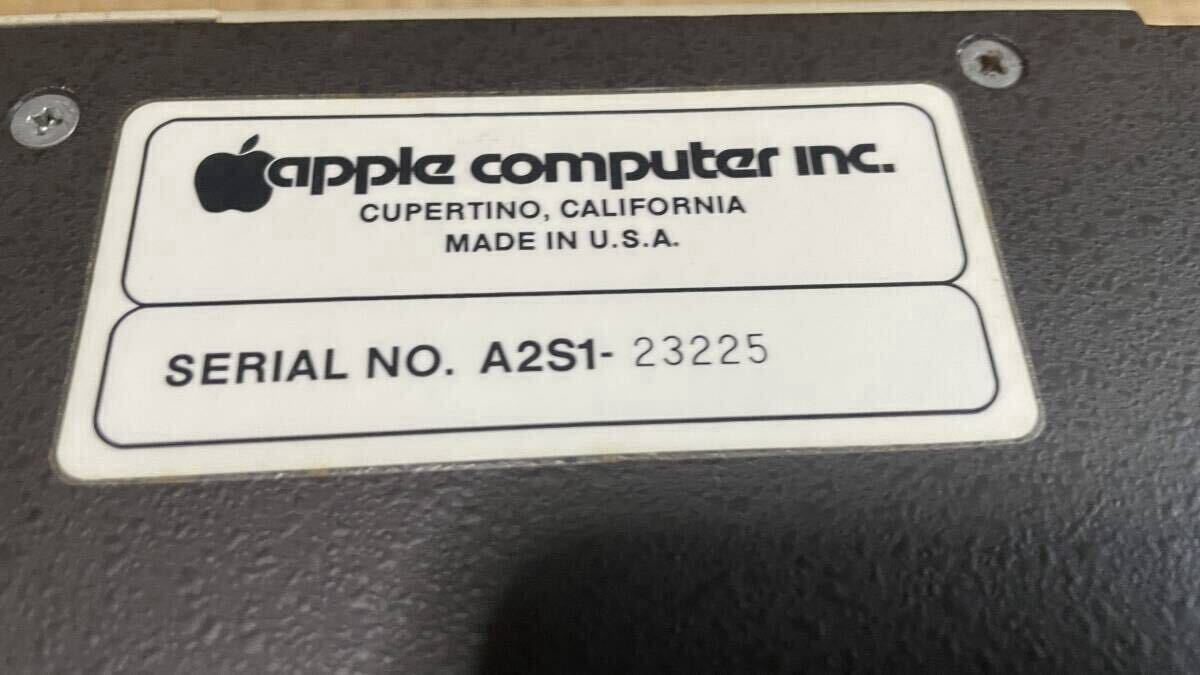 apple computer inc.
CUPERTINO, CALIFORNIA
MADE IN U.S.A.
SERIAL NO. A2S1- 23225